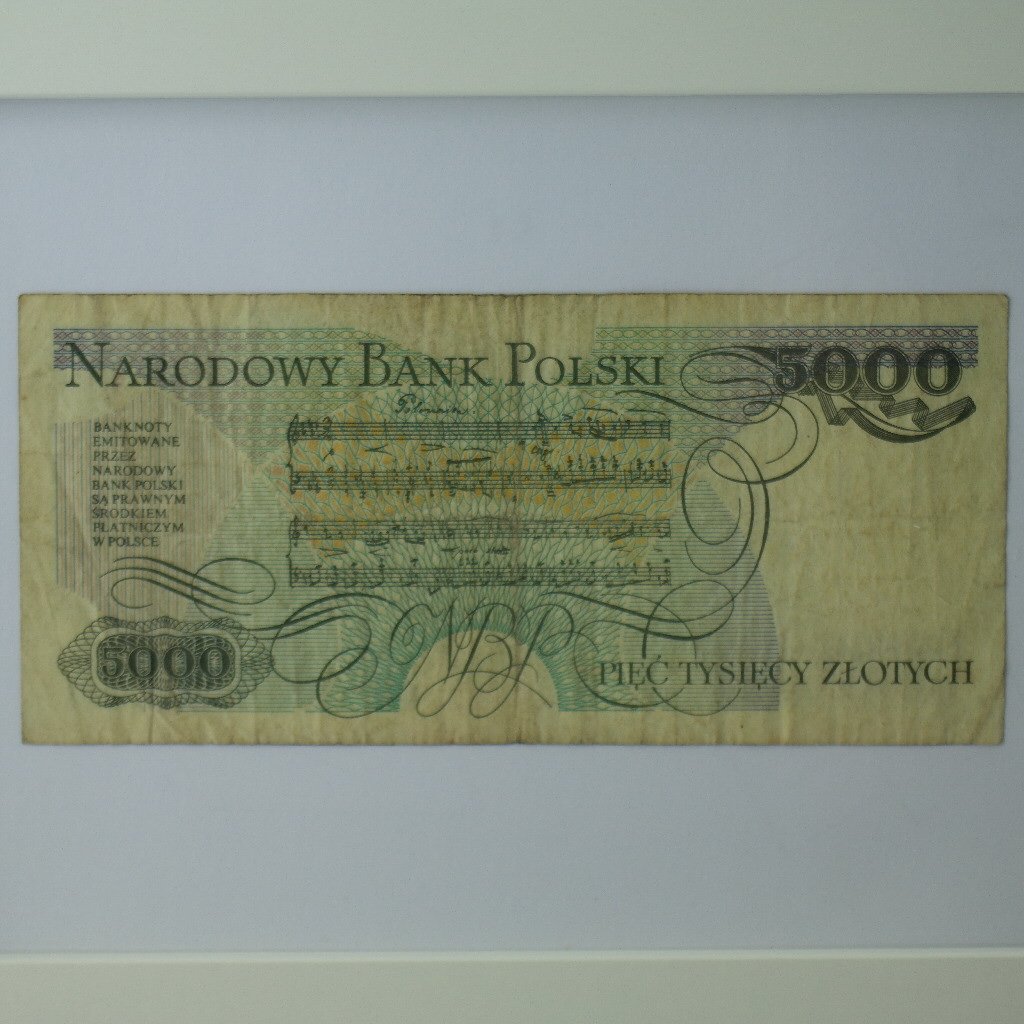 NARODOWY BANK POLSKI
5000
BANKNOTY
EMITOWANE
PRZEZ
NARODOWY
BANK POLSKI
SĄ PRAWNYM
ŚRODKIEM
PŁATNICZYM
W POLSCE
NBP
5000
PIĘĆ TYSIĘCY ZŁOTYCH